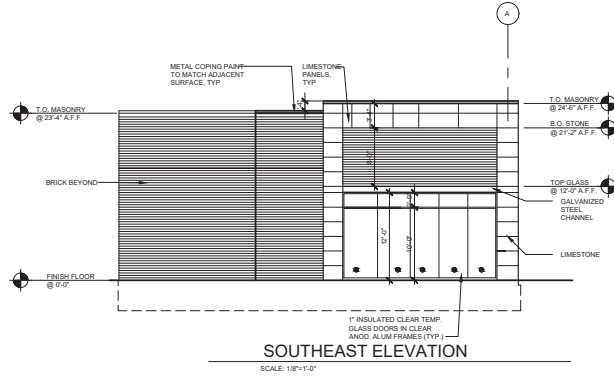 A
METAL COPING PAINT
TO MATCH ADJACENT
SURFACE, TYP
LIMESTONE
PANELS,
TYP
T.O. MASONRY
@ 23'-4" A.F.F.
T.O. MASONRY
@ 24'-6" A.F.F.
B.O. STONE
@ 21'-2" A.F.F.
BRICK BEYOND
TOP GLASS
@ 12'-0" A.F.F.
GALVANIZED
STEEL
CHANNEL
12'-0"
10'-0"
LIMESTONE
FINISH FLOOR
@ 0'-0"
1" INSULATED CLEAR TEMP.
GLASS DOORS IN CLEAR
ANOD. ALUM FRAMES (TYP.)
SOUTHEAST ELEVATION
SCALE: 1/8"=1'-0"